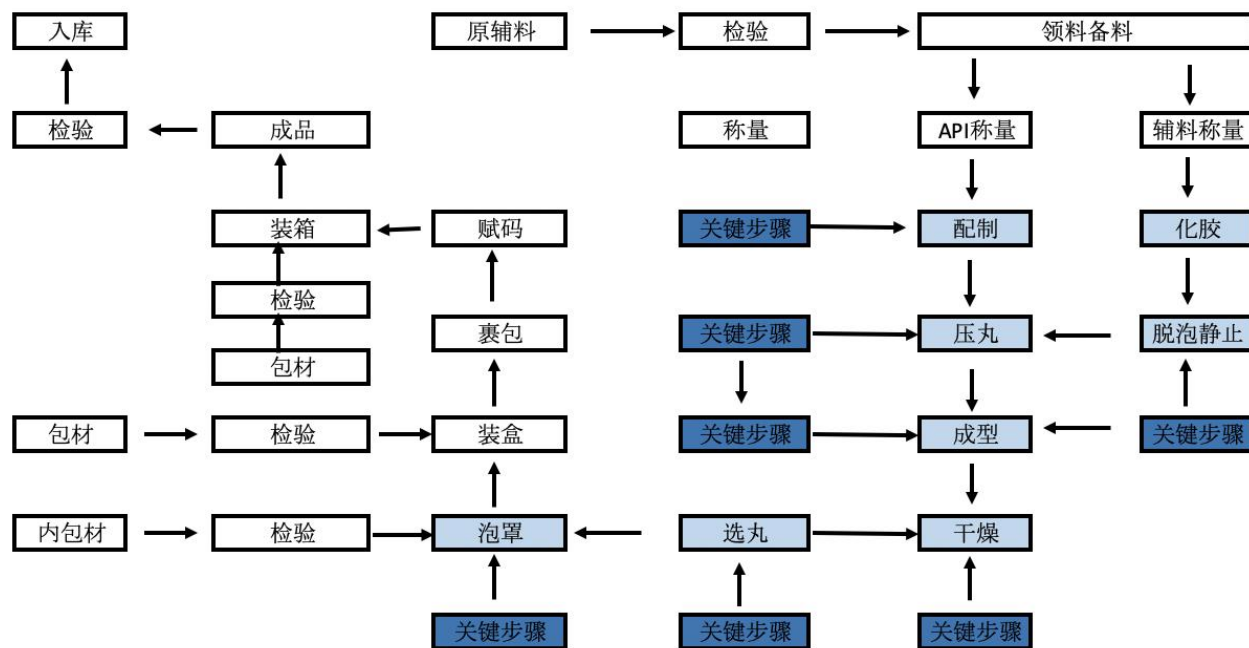 入库
原辅料
检验
领料备料
检验
成品
称量
API称量
辅料称量
装箱
赋码
关键步骤
配制
化胶
检验
裹包
关键步骤
压丸
脱泡静止
包材
包材
检验
装盒
关键步骤
成型
关键步骤
内包材
检验
泡罩
选丸
干燥
关键步骤
关键步骤
关键步骤